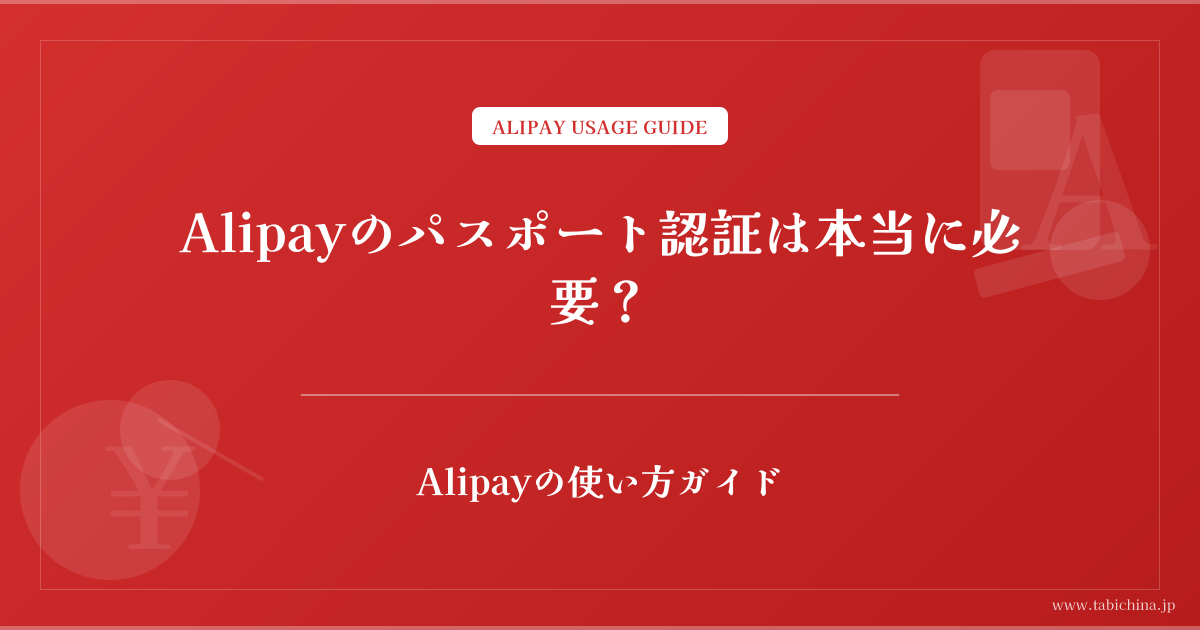 ALIPAY USAGE GUIDE
Alipayのパスポート認証は本当に必
要？
Alipayの使い方ガイド
¥
A
www.tabichina.jp